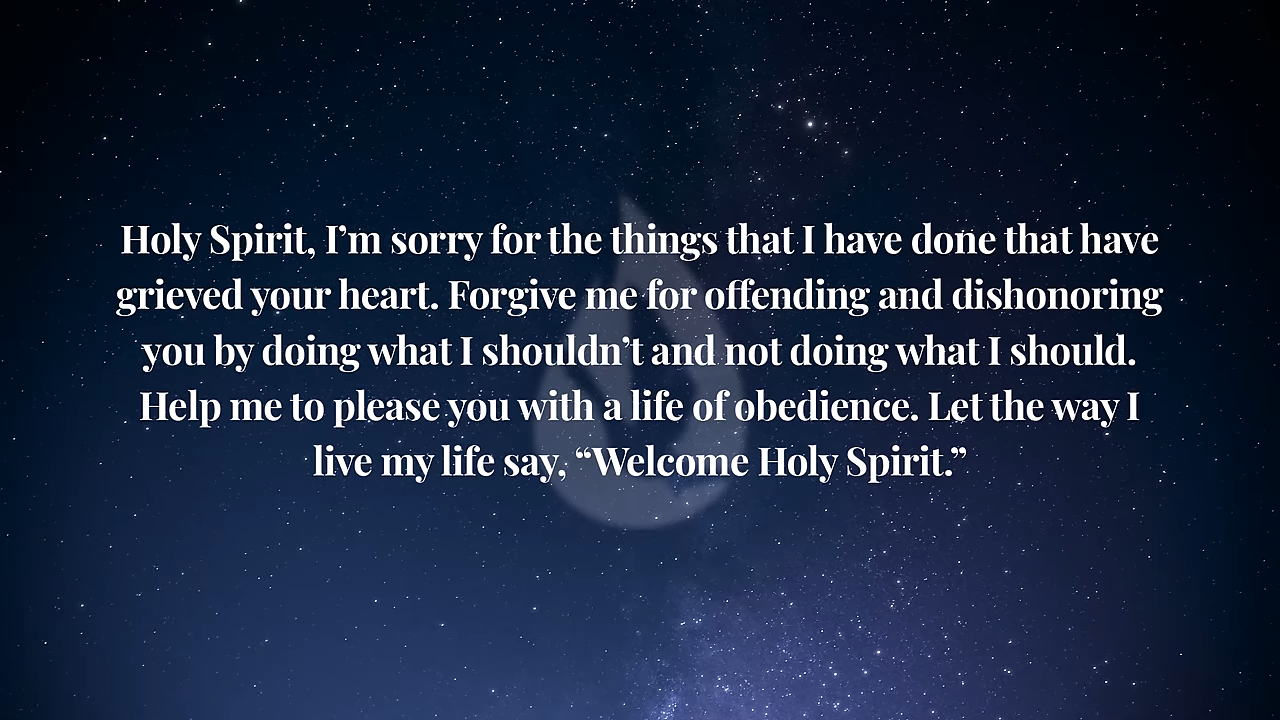 Holy Spirit, I’m sorry for the things that I have done that have
grieved your heart. Forgive me for offending and dishonoring
you by doing what I shouldn’t and not doing what I should.
Help me to please you with a life of obedience. Let the way I
live my life say, “Welcome Holy Spirit.”